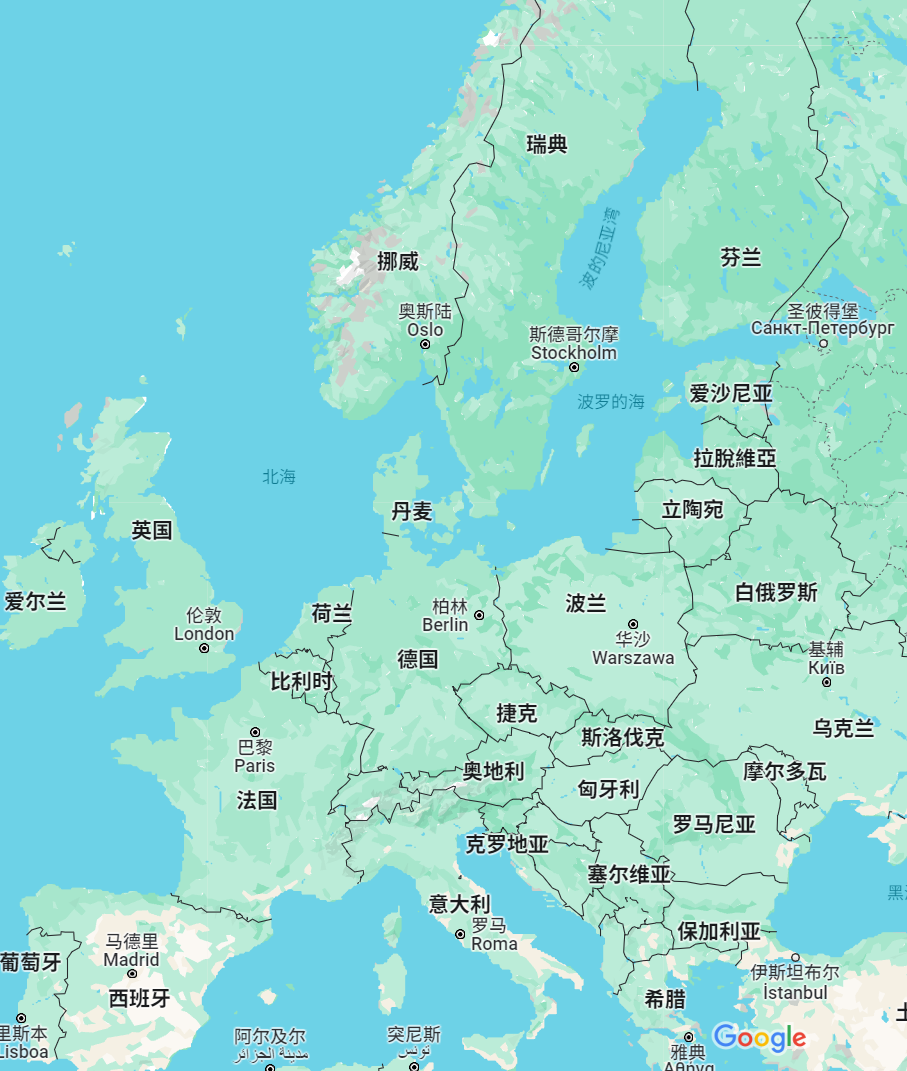 瑞典
波的尼亚湾
挪威
芬兰
奥斯陆
Oslo
圣彼得堡
Санкт-Петербург
斯德哥尔摩
Stockholm
爱沙尼亚
波罗的海
拉脫維亞
北海
丹麦
立陶宛
英国
爱尔兰
白俄罗斯
伦敦
London
荷兰
柏林
Berlin
波兰
华沙
Warszawa
基辅
Київ
德国
比利时
捷克
乌克兰
斯洛伐克
巴黎
Paris
奥地利
摩尔多瓦
匈牙利
法国
罗马尼亚
克罗地亚
塞尔维亚
意大利
罗马
Roma
保加利亚
马德里
Madrid
葡萄牙
伊斯坦布尔
İstanbul
西班牙
希腊
里斯本
Lisboa
阿尔及尔
مدينة الجزائر
突尼斯
تونس
Google
雅典